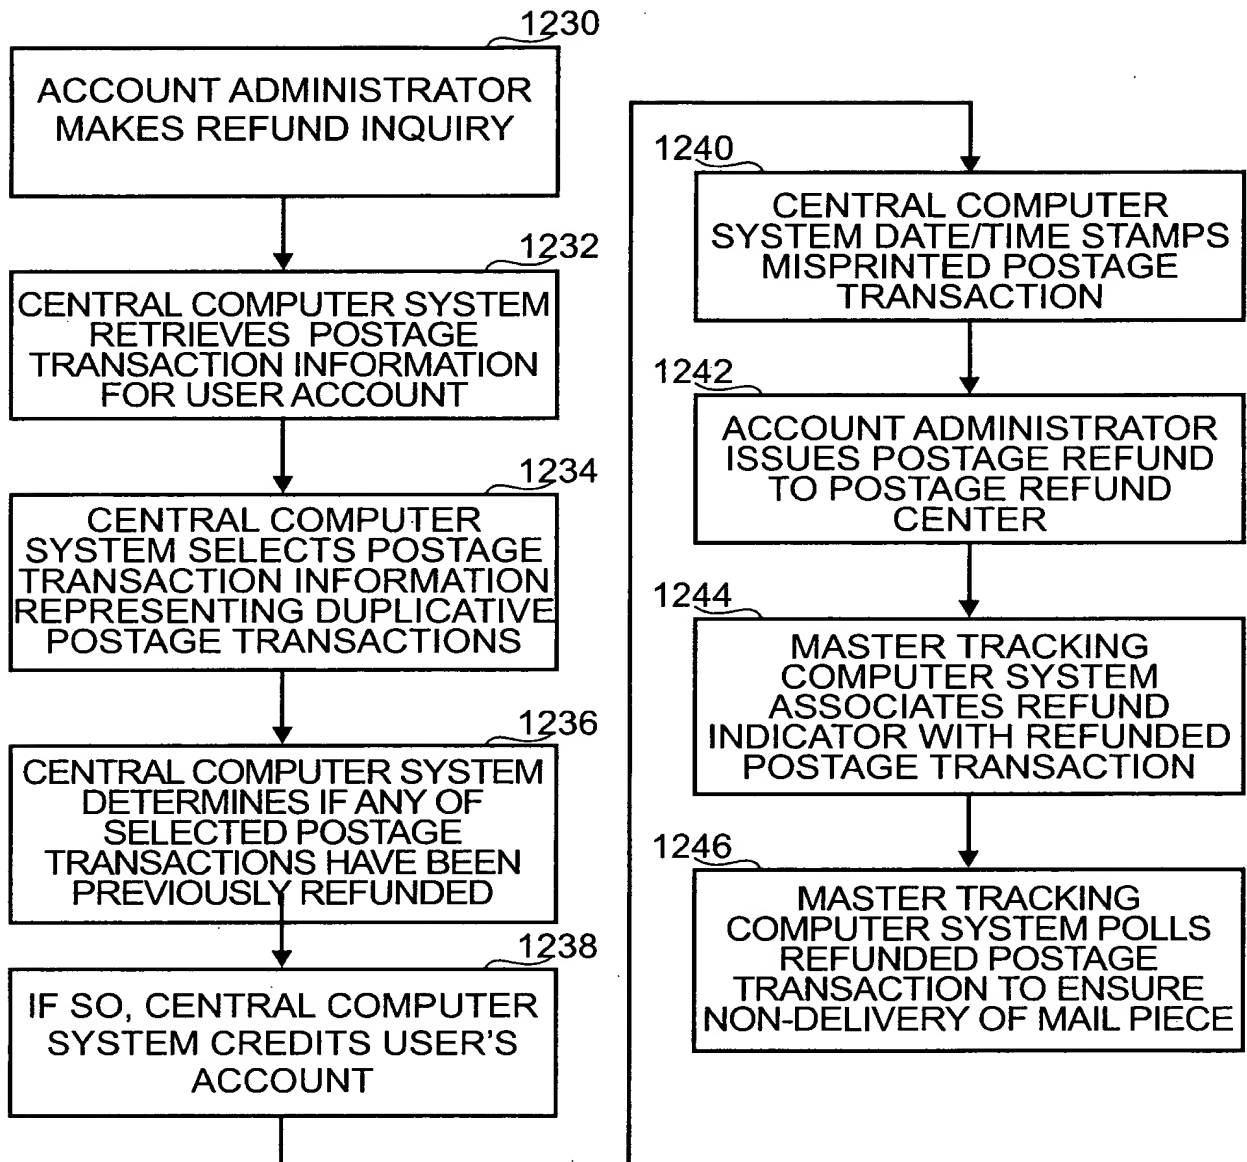 1230
ACCOUNT ADMINISTRATOR
MAKES REFUND INQUIRY
1232
CENTRAL COMPUTER SYSTEM
RETRIEVES POSTAGE
TRANSACTION INFORMATION
FOR USER ACCOUNT
1234
CENTRAL COMPUTER
SYSTEM SELECTS POSTAGE
TRANSACTION INFORMATION
REPRESENTING DUPLICATIVE
POSTAGE TRANSACTIONS
1236
CENTRAL COMPUTER SYSTEM
DETERMINES IF ANY OF
SELECTED POSTAGE
TRANSACTIONS HAVE BEEN
PREVIOUSLY REFUNDED
1238
IF SO, CENTRAL COMPUTER
SYSTEM CREDITS USER'S
ACCOUNT
1240
CENTRAL COMPUTER
SYSTEM DATE/TIME STAMPS
MISPRINTED POSTAGE
TRANSACTION
1242
ACCOUNT ADMINISTRATOR
ISSUES POSTAGE REFUND
TO POSTAGE REFUND
CENTER
1244
MASTER TRACKING
COMPUTER SYSTEM
ASSOCIATES REFUND
INDICATOR WITH REFUNDED
POSTAGE TRANSACTION
1246
MASTER TRACKING
COMPUTER SYSTEM POLLS
REFUNDED POSTAGE
TRANSACTION TO ENSURE
NON-DELIVERY OF MAIL PIECE